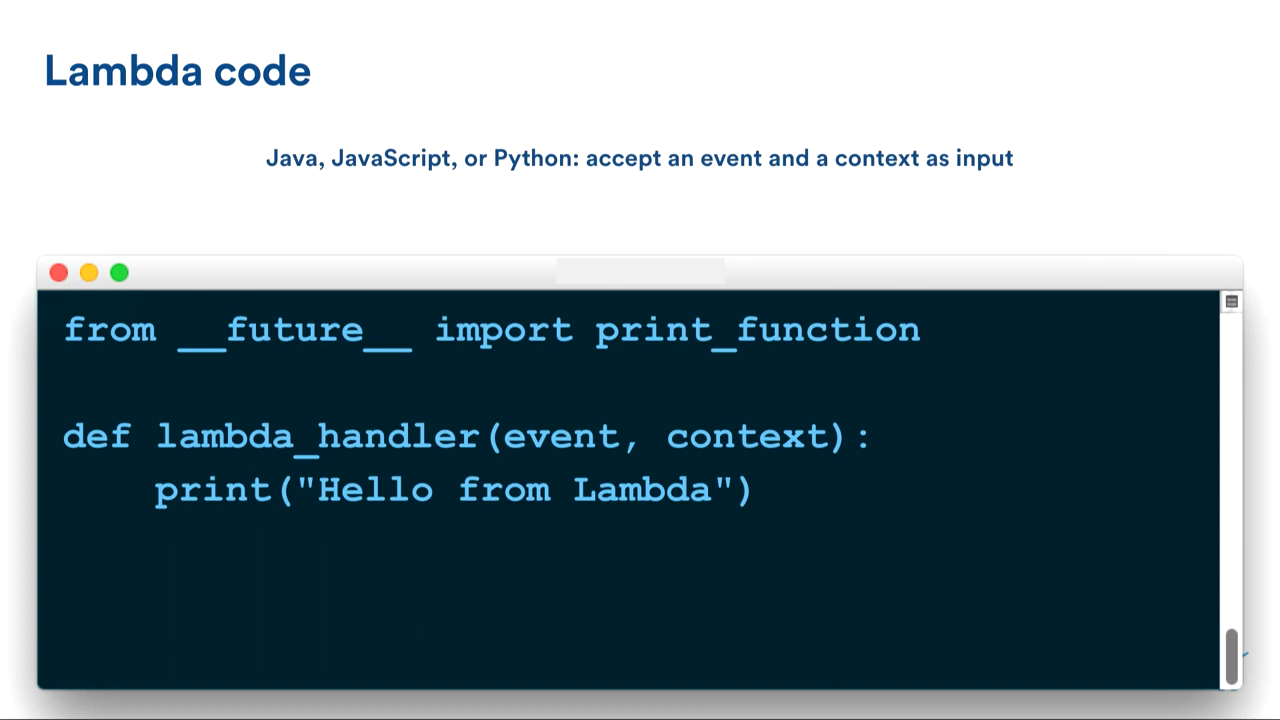 Lambda code
Java, JavaScript, or Python: accept an event and a context as input
from __future__ import print_function
def lambda_handler(event, context):
    print("Hello from Lambda")